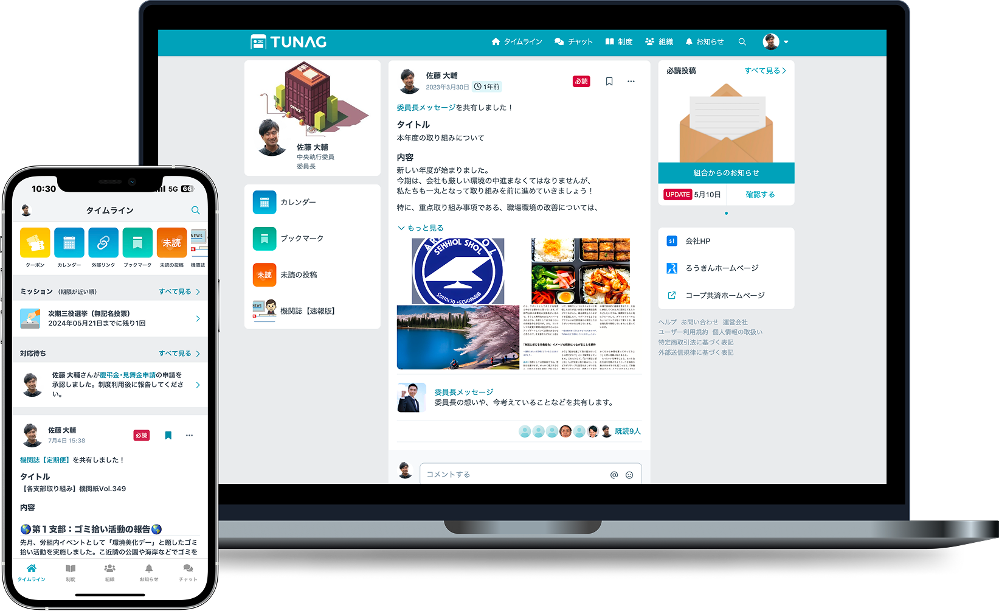 TUNAG
タイムライン
チャット
制度
組織
お知らせ
OFFICE
佐藤 大輔
中央執行委員
委員長
カレンダー
ブックマーク
未読
未読の投稿
NEWS
機関誌【速報版】
佐藤 大輔
2023年3月30日 1年前
必読
委員長メッセージを共有しました！
タイトル
本年度の取り組みについて
内容
新しい年度が始まりました。
今期は、会社も厳しい環境の中進まなくてはなりませんが、
私たちも一丸となって取り組みを前に進めていきましょう！
特に、重点取り組み事項である、職場環境の改善については、
もっと見る
SEHHIOL SHOL
「身近に感じる労働組合」イメージの刷新につながることを期待
委員長メッセージ
委員長の想いや、今考えていることなどを共有します。
既読9人
コメントする
必読投稿
すべて見る
組合からのお知らせ
UPDATE 5月10日
確認する
会社HP
ろうきんホームページ
コープ共済ホームページ
ヘルプ お問い合わせ 運営会社
ユーザー利用規約 個人情報の取扱い
特定商取引法に基づく表記
外部送信規律に基づく表記
10:30
5G 66
タイムライン
未読
NEWS
クーポン
カレンダー
外部リンク
ブックマーク
未読の投稿
機関誌
ミッション （期限が近い順）
すべて見る
次期三役選挙（無記名投票）
2024年05月21日までに残り1回
対応待ち
すべて見る
佐藤 大輔さんが慶弔金・見舞金申請の申請を
承認しました。制度利用後に報告してくださ
い。
佐藤 大輔
7月4日 15:38
必読
機関誌【定期便】を共有しました！
タイトル
【各支部取り組み】機関紙Vol.349
内容
第１支部：ゴミ拾い活動の報告
先月、労組内イベントとして「環境美化デー」と題したゴミ
拾い活動を実施しました。こ近隣の公園や海岸などでゴミを
タイムライン
制度
組織
お知らせ
チャット